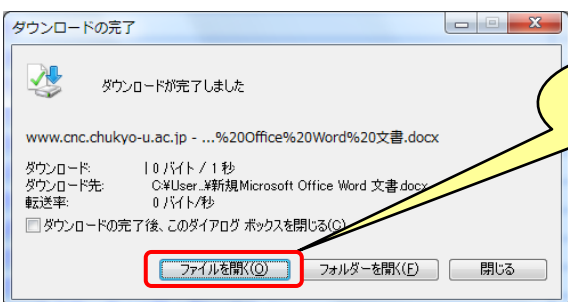 ダウンロードの完了
ダウンロードが完了しました
www.cnc.chukyo-u.ac.jp - ...%20Office%20Word%20文書.docx
ダウンロード: 0 バイト / 1 秒
ダウンロード先: C:¥User...¥新規Microsoft Office Word 文書.docx
転送率: 0 バイト/秒
ダウンロードの完了後、このダイアログ ボックスを閉じる(C)
ファイルを開く(O) フォルダーを開く(F) 閉じる